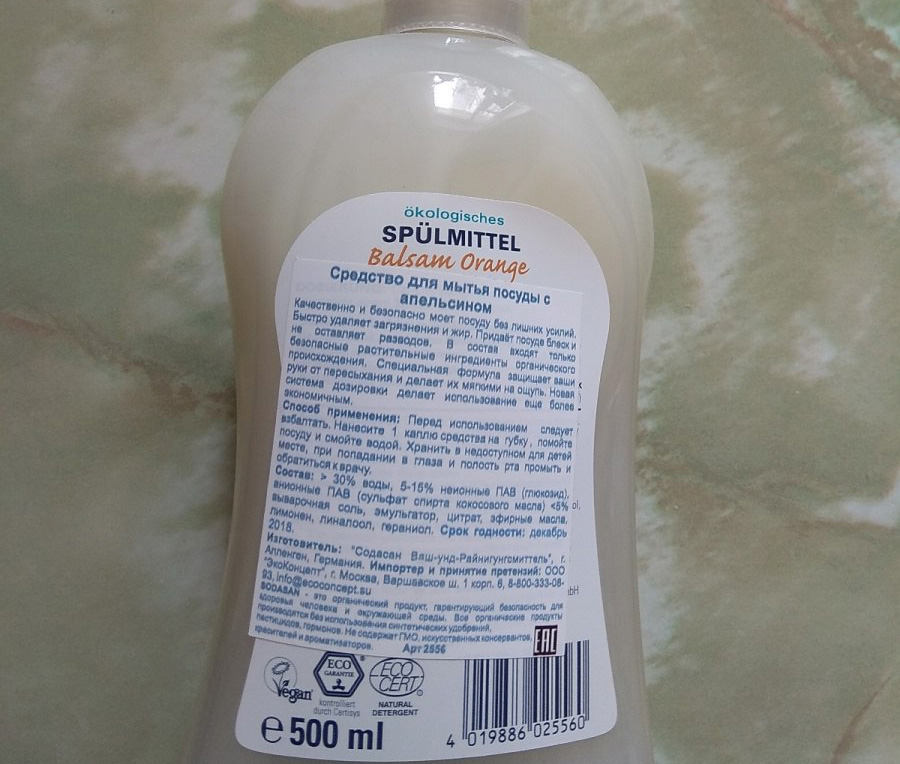 ökologisches
SPÜLMITTEL
Balsam Orange
Средство для мытья посуды с
апельсином
Качественно и безопасно моет посуду без лишних усилий.
Быстро удаляет загрязнения и жир. Придаёт посуде блеск и
не оставляет разводов. В состав входят только
безопасные растительные ингредиенты органического
происхождения. Специальная формула защищает ваши
руки от пересыхания и делает их мягкими на ощупь. Новая
система дозировки делает использование еще более
экономичным.
Способ применения: Перед использованием следует
взбалтать. Нанесите 1 каплю средства на губку, помойте
посуду и смойте водой. Хранить в недоступном для детей
месте, при попадании в глаза и полость рта промыть и
обратиться к врачу.
Состав: > 30% воды, 5-15% неионные ПАВ (глюкозид),
анионные ПАВ (сульфат спирта кокосового масла) <5%
выварочная соль, эмульгатор, цитрат, эфирные масла,
лимонен, линалоол, гераниол. Срок годности: декабрь
2018.
Изготовитель: "Содасан Ваш-унд-Райнигунгсмиттель", г.
Алленген, Германия. Импортер и принятие претензий: ООО
"ЭкоКонцепт", г. Москва, Варшавское ш. 1 корп. 6, 8-800-333-06-
93, info@ecoconcept.su
SODASAN - это органический продукт, гарантирующий безопасность для
здоровья человека и окружающей среды. Все органические продукты
производятся без использования синтетических удобрений,
пестицидов, гормонов. Не содержат ГМО, искусственных консервантов,
красителей и ароматизаторов. Арт 2556
EAC
Vegan
ECO
GARANTIE
kontrolliert
durch Certisys
ECO
CERT
NATURAL
DETERGENT
℮ 500 ml
4 019886 025560